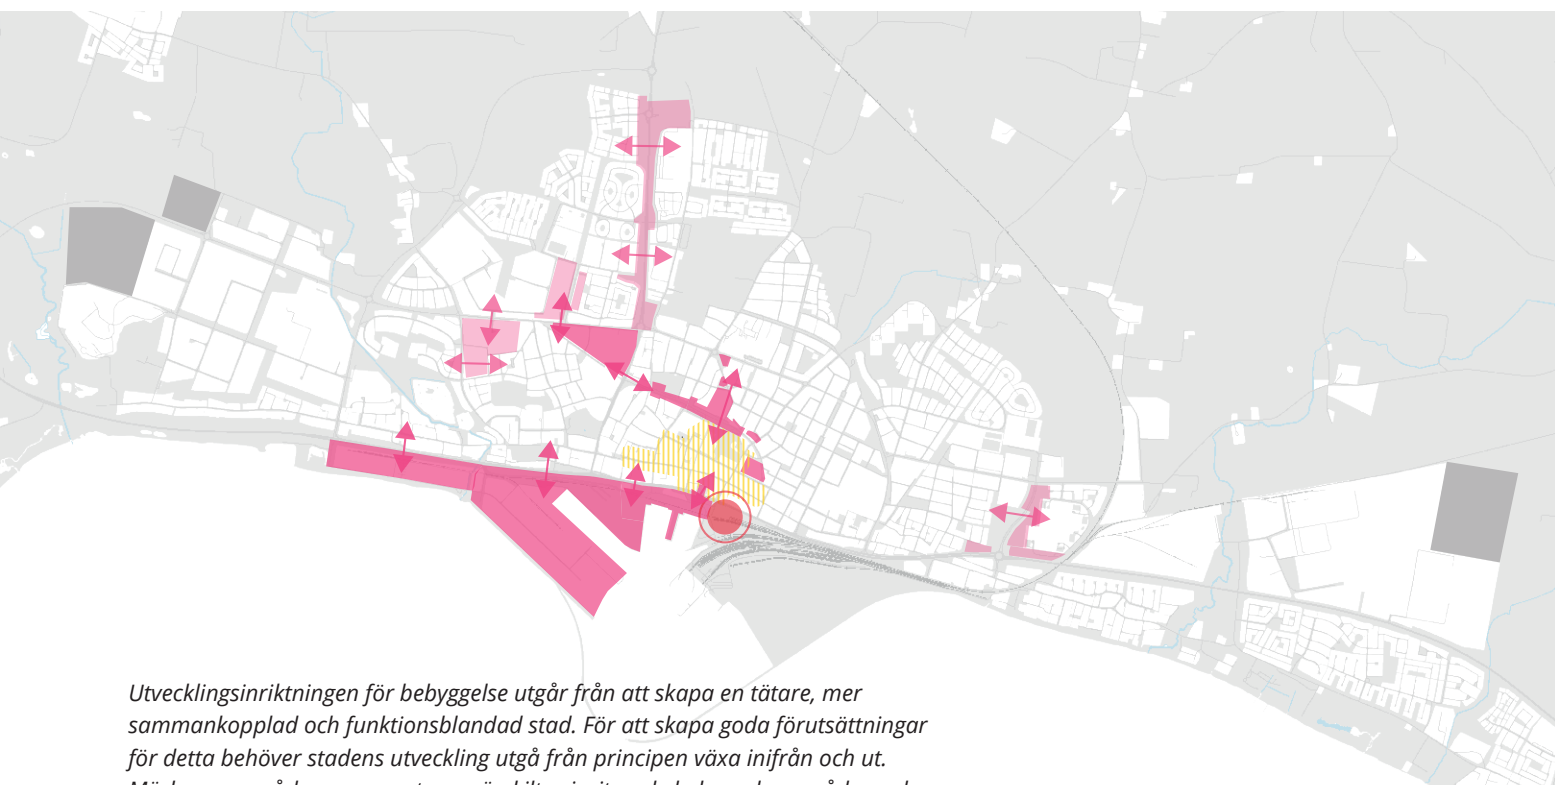 Utvecklingsinriktningen för bebyggelse utgår från att skapa en tätare, mer
sammankopplad och funktionsblandad stad. För att skapa goda förutsättningar
för detta behöver stadens utveckling utgå från principen växa inifrån och ut.